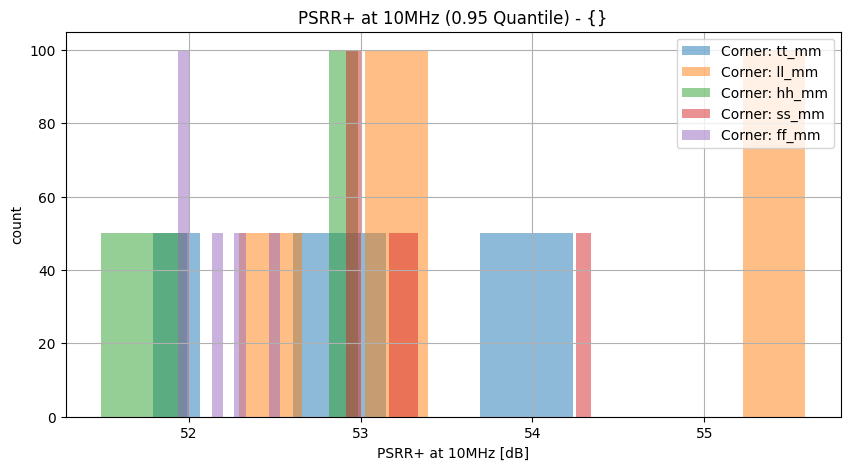 PSRR+ at 10MHz (0.95 Quantile) - {}
Corner: tt_mm
Corner: ll_mm
Corner: hh_mm
Corner: ss_mm
Corner: ff_mm
100
80
60
40
20
0
count
52
53
54
55
PSRR+ at 10MHz [dB]